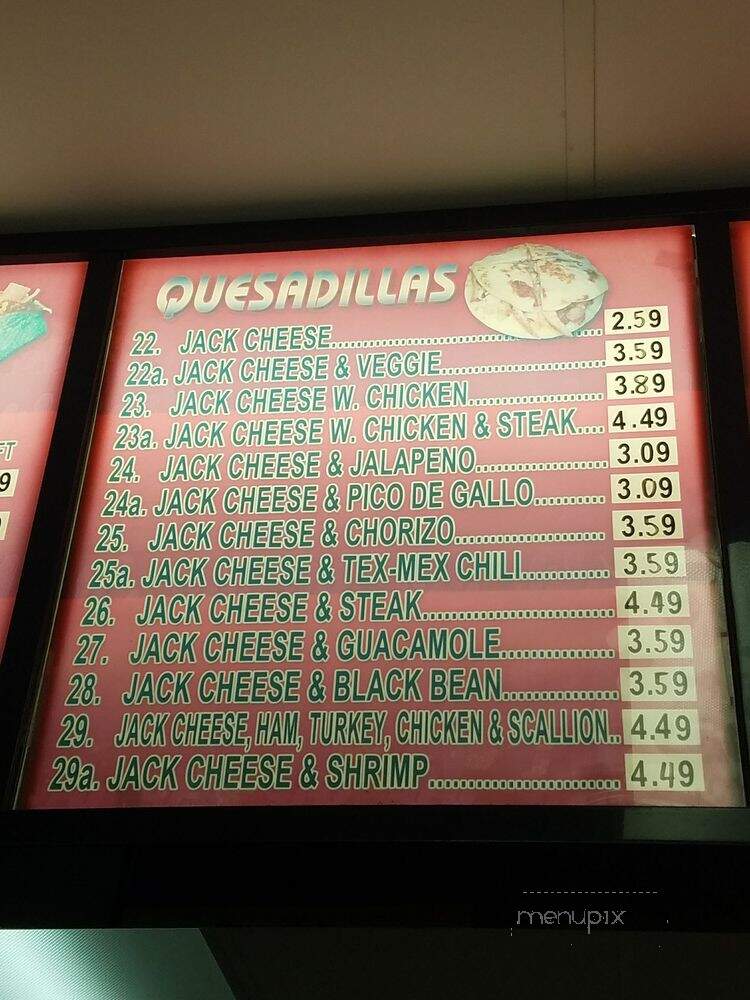 QUESADILLAS
22. JACK CHEESE 2.59
22a. JACK CHEESE & VEGGIE 3.59
23. JACK CHEESE W. CHICKEN 3.89
23a. JACK CHEESE W. CHICKEN & STEAK 4.49
24. JACK CHEESE & JALAPENO 3.09
24a. JACK CHEESE & PICO DE GALLO 3.09
25. JACK CHEESE & CHORIZO 3.59
25a. JACK CHEESE & TEX-MEX CHILI 3.59
26. JACK CHEESE & STEAK 4.49
27. JACK CHEESE & GUACAMOLE 3.59
28. JACK CHEESE & BLACK BEAN 3.59
29. JACK CHEESE, HAM, TURKEY, CHICKEN & SCALLION 4.49
29a. JACK CHEESE & SHRIMP 4.49
menupix